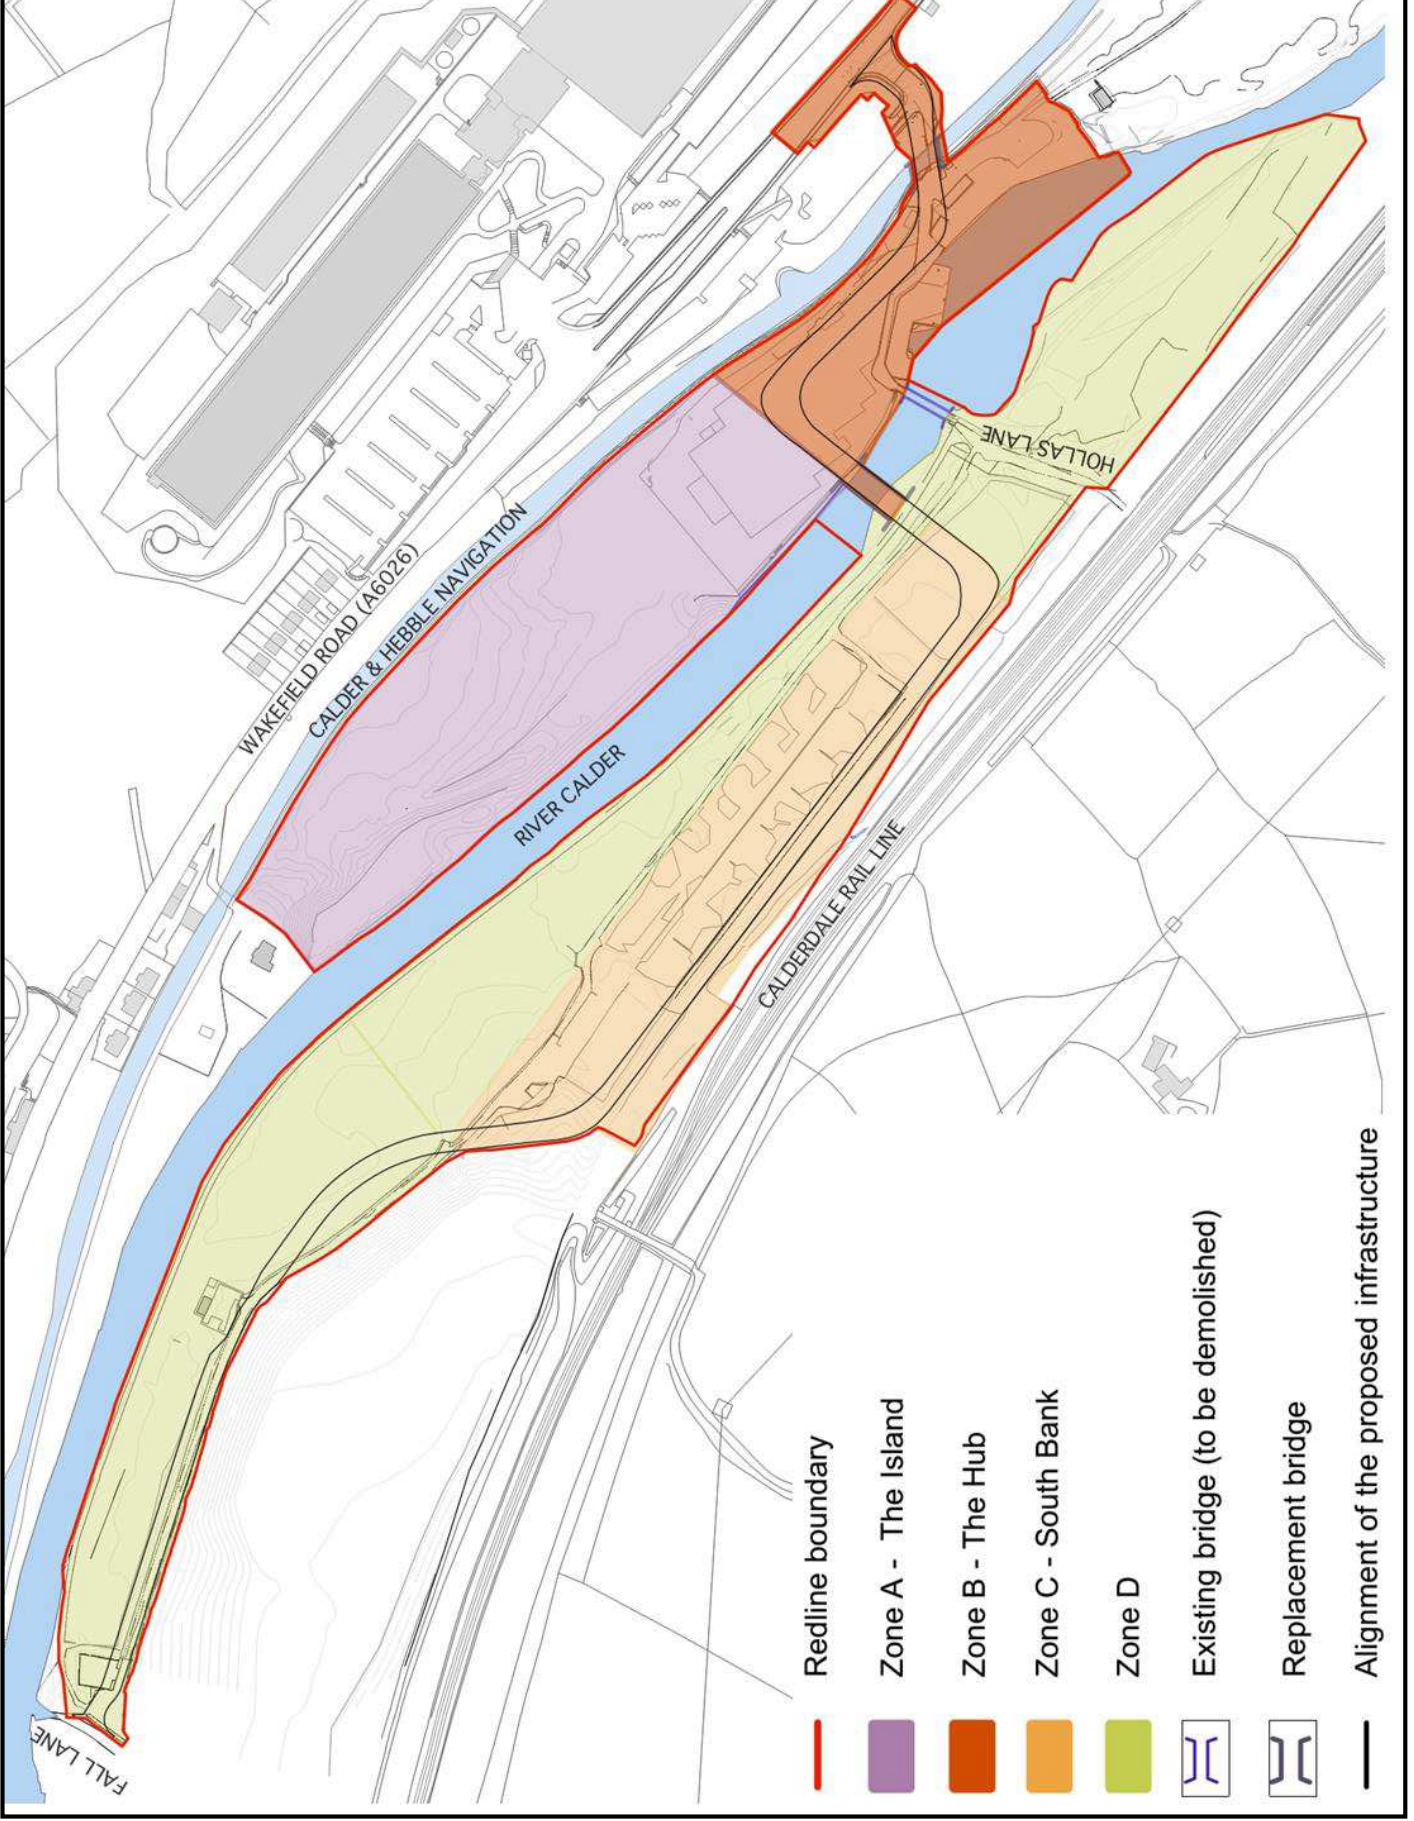 WAKEFIELD ROAD (A6026)
CALDER & HEBBLE NAVIGATION
RIVER CALDER
HOLLAS LANE
CALDERDALE RAIL LINE
FALL LANE
Redline boundary
Zone A - The Island
Zone B - The Hub
Zone C - South Bank
Zone D
Existing bridge (to be demolished)
Replacement bridge
Alignment of the proposed infrastructure